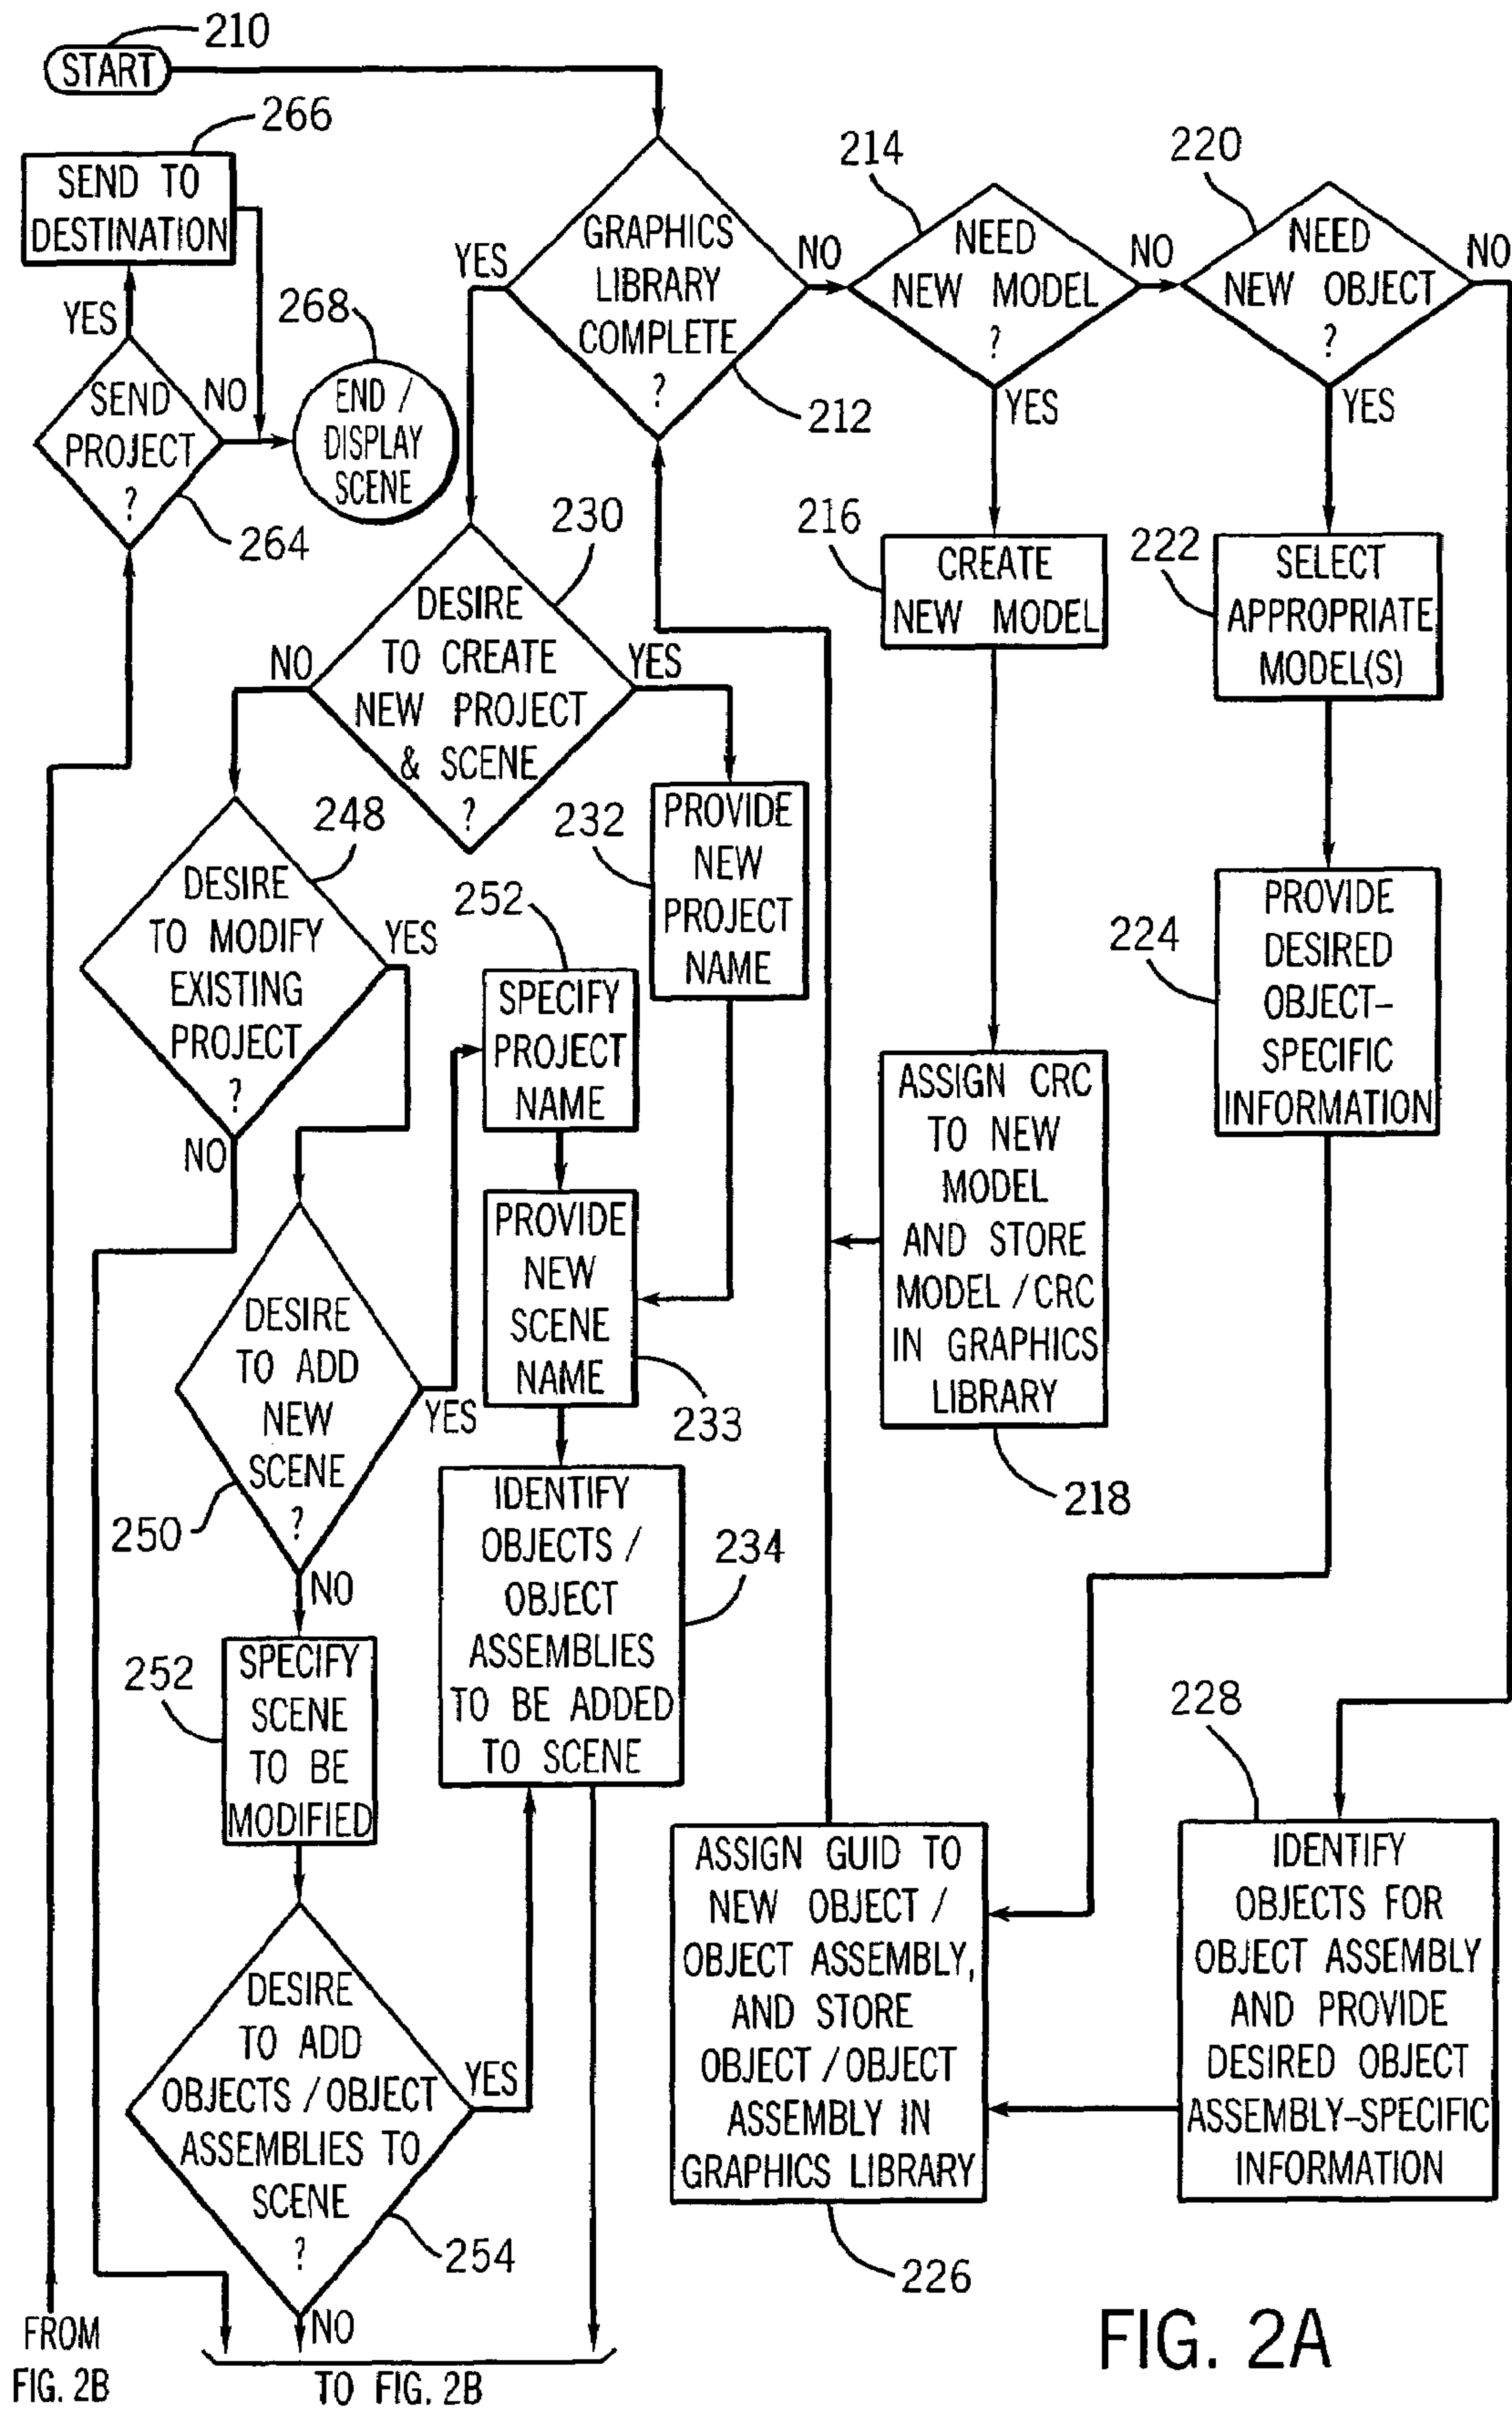 210
START
266
SEND TO
DESTINATION
YES
SEND
PROJECT
?
NO
264
268
END /
DISPLAY
SCENE
GRAPHICS
LIBRARY
COMPLETE
?
YES
NO
212
214
NEED
NEW MODEL
?
NO
YES
220
NEED
NEW OBJECT
?
NO
YES
216
CREATE
NEW MODEL
222
SELECT
APPROPRIATE
MODEL(S)
230
DESIRE
TO CREATE
NEW PROJECT
& SCENE
?
NO
YES
232
PROVIDE
NEW
PROJECT
NAME
248
DESIRE
TO MODIFY
EXISTING
PROJECT
?
YES
NO
252
SPECIFY
PROJECT
NAME
224
PROVIDE
DESIRED
OBJECT-
SPECIFIC
INFORMATION
ASSIGN CRC
TO NEW
MODEL
AND STORE
MODEL / CRC
IN GRAPHICS
LIBRARY
218
PROVIDE
NEW
SCENE
NAME
233
DESIRE
TO ADD
NEW
SCENE
?
YES
250
NO
IDENTIFY
OBJECTS /
OBJECT
ASSEMBLIES
TO BE ADDED
TO SCENE
234
252
SPECIFY
SCENE
TO BE
MODIFIED
DESIRE
TO ADD
OBJECTS / OBJECT
ASSEMBLIES TO
SCENE
?
YES
254
NO
ASSIGN GUID TO
NEW OBJECT /
OBJECT ASSEMBLY,
AND STORE
OBJECT / OBJECT
ASSEMBLY IN
GRAPHICS LIBRARY
226
228
IDENTIFY
OBJECTS FOR
OBJECT ASSEMBLY
AND PROVIDE
DESIRED OBJECT
ASSEMBLY-SPECIFIC
INFORMATION
FROM
FIG. 2B
TO FIG. 2B
FIG. 2A